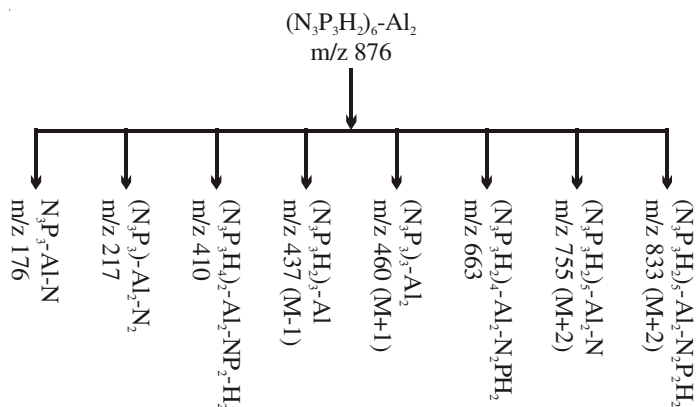 (N₃P₃H₂)₆-Al₂
m/z 876
N₃P₃-Al-N
m/z 176
(N₃P₃)-Al₂-N₂
m/z 217
(N₃P₃H₄)₂-Al₂-NP₂-H₂
m/z 410
(N₃P₃H₂)₃-Al
m/z 437 (M-1)
(N₃P₃)₃-Al₂
m/z 460 (M+1)
(N₃P₃H₂)₄-Al₂-N₂PH₂
m/z 663
(N₃P₃H₂)₅-Al₂-N
m/z 755 (M+2)
(N₃P₃H₂)₅-Al₂-N₂P₂H₂
m/z 833 (M+2)